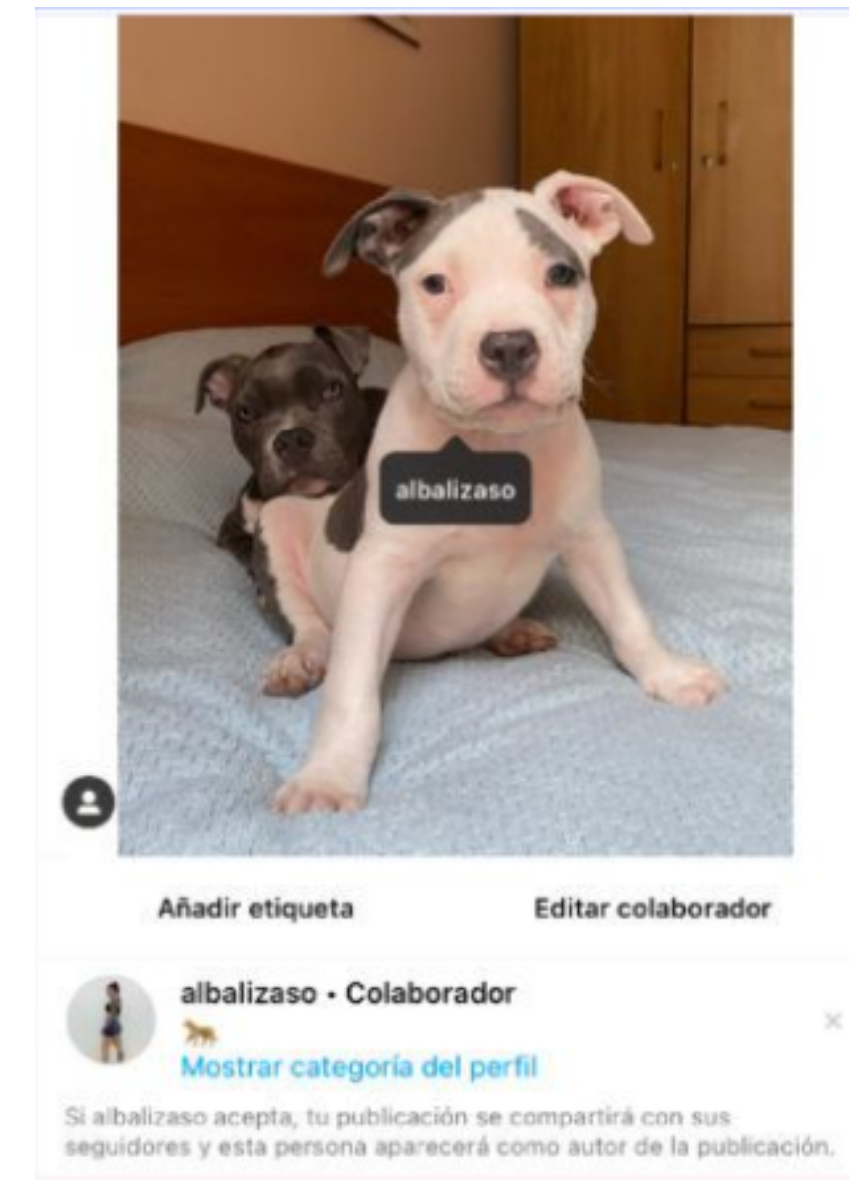 albalizaso
Añadir etiqueta
Editar colaborador
albalizaso • Colaborador
🐆
Mostrar categoría del perfil
Si albalizaso acepta, tu publicación se compartirá con sus
seguidores y esta persona aparecerá como autor de la publicación.